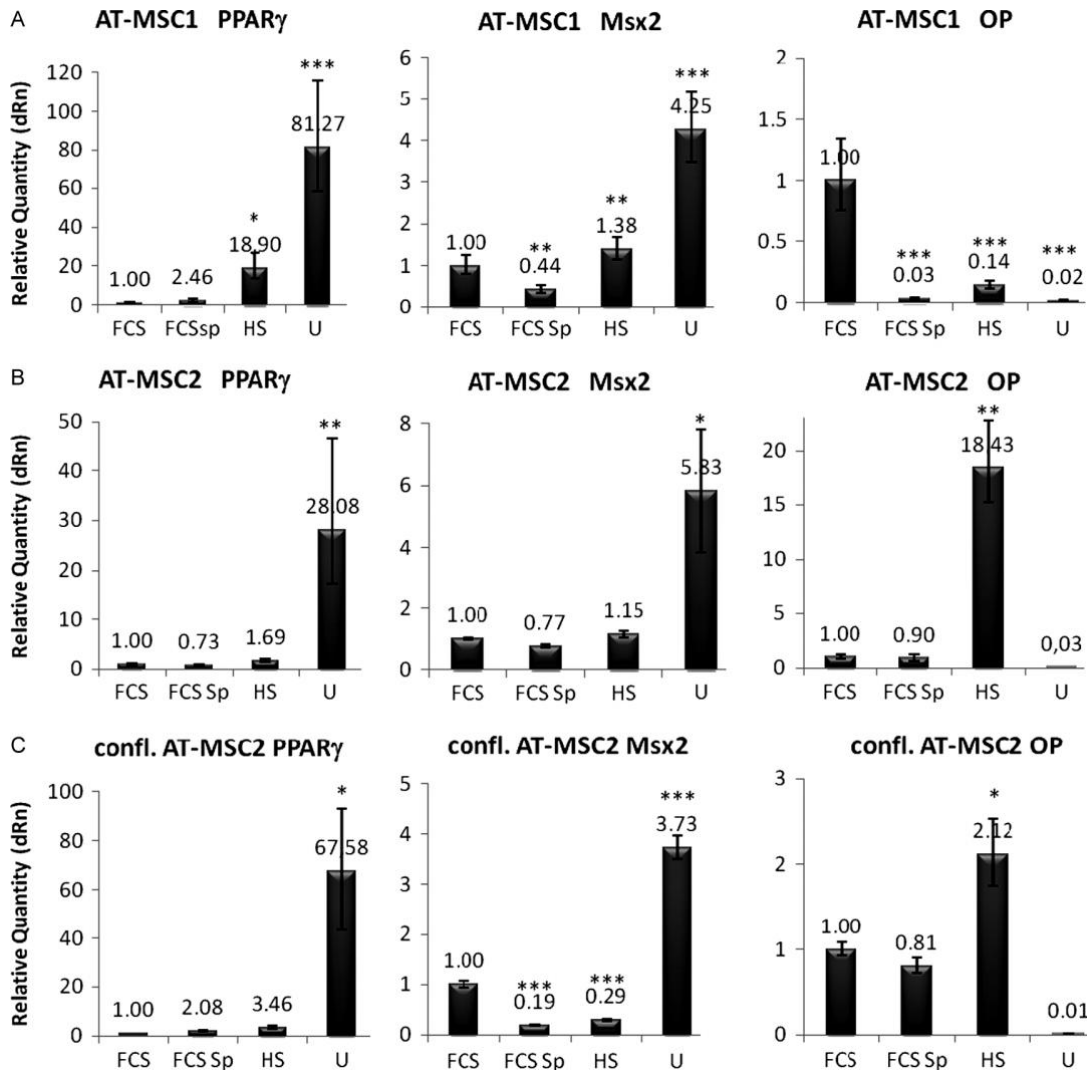 A
AT-MSC1 PPARγ
Relative Quantity (dRn)
120
100
80
60
40
20
0
1.00
2.46
*
18.90
***
81.27
FCS
FCSsp
HS
U
AT-MSC1 Msx2
6
5
4
3
2
1
0
1.00
**
0.44
**
1.38
***
4.25
FCS
FCS Sp
HS
U
AT-MSC1 OP
2
1.5
1
0.5
0
1.00
***
0.03
***
0.14
***
0.02
FCS
FCS Sp
HS
U
B
AT-MSC2 PPARγ
Relative Quantity (dRn)
50
40
30
20
10
0
1.00
0.73
1.69
**
28.08
FCS
FCS Sp
HS
U
AT-MSC2 Msx2
8
6
4
2
0
1.00
0.77
1.15
*
5.83
FCS
FCS Sp
HS
U
AT-MSC2 OP
20
15
10
5
0
1.00
0.90
**
18.43
0,03
FCS
FCS Sp
HS
U
C
confl. AT-MSC2 PPARγ
Relative Quantity (dRn)
100
80
60
40
20
0
1.00
2.08
3.46
*
67.58
FCS
FCS Sp
HS
U
confl. AT-MSC2 Msx2
5
4
3
2
1
0
1.00
***
0.19
***
0.29
***
3.73
FCS
FCS Sp
HS
U
confl. AT-MSC2 OP
3
2
1
0
1.00
0.81
*
2.12
0.01
FCS
FCS Sp
HS
U